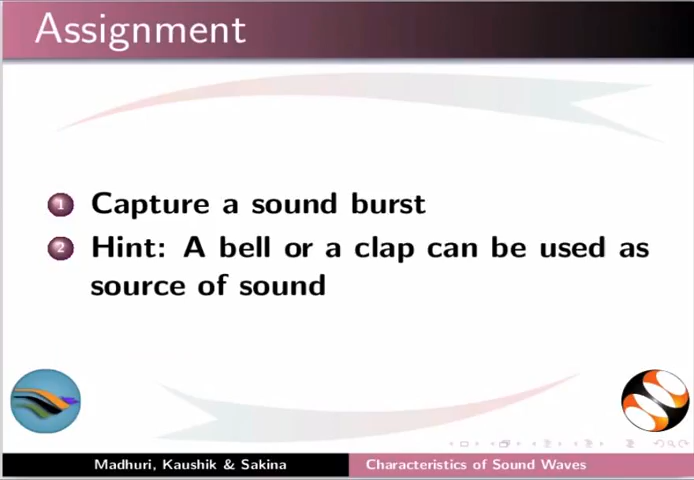 Assignment
1 Capture a sound burst
2 Hint: A bell or a clap can be used as
source of sound
Madhuri, Kaushik & Sakina
Characteristics of Sound Waves